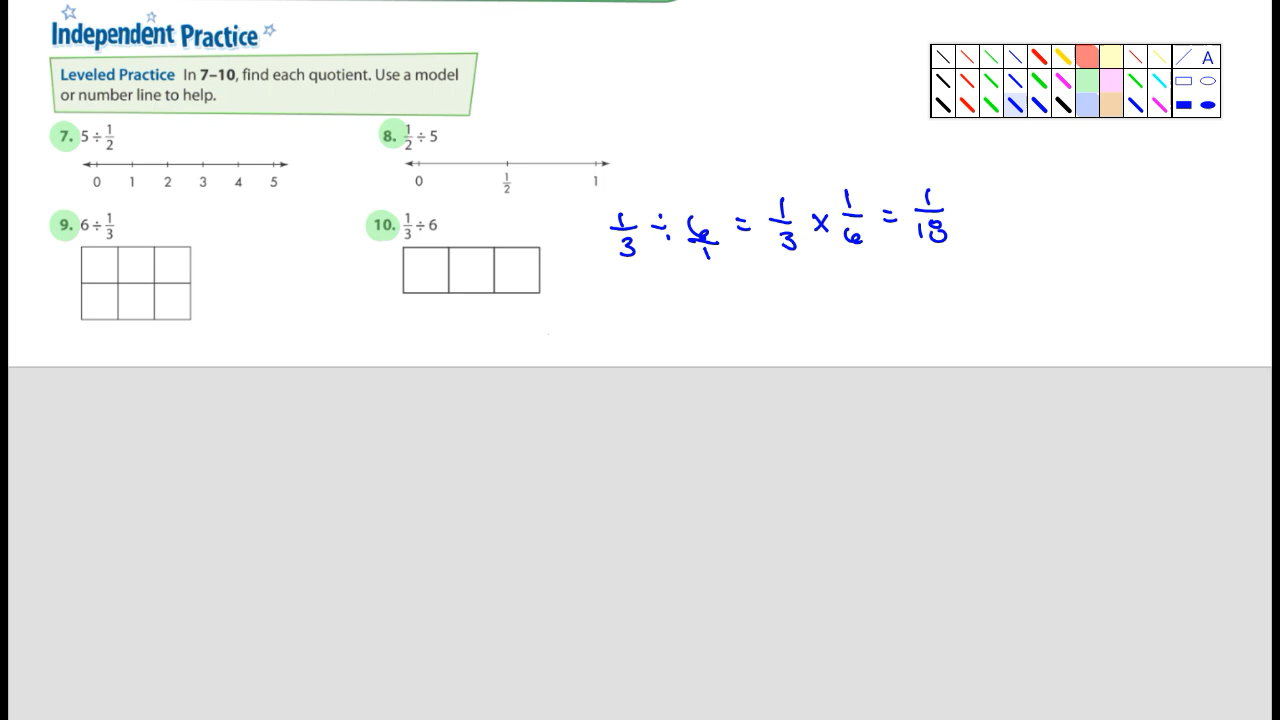 Independent Practice
Leveled Practice In 7–10, find each quotient. Use a model
or number line to help.
7. 5 ÷ 1/2
8. 1/2 ÷ 5
0 1 2 3 4 5
0 1/2 1
9. 6 ÷ 1/3
10. 1/3 ÷ 6
1/3 ÷ 6/1 = 1/3 x 1/6 = 1/18
A